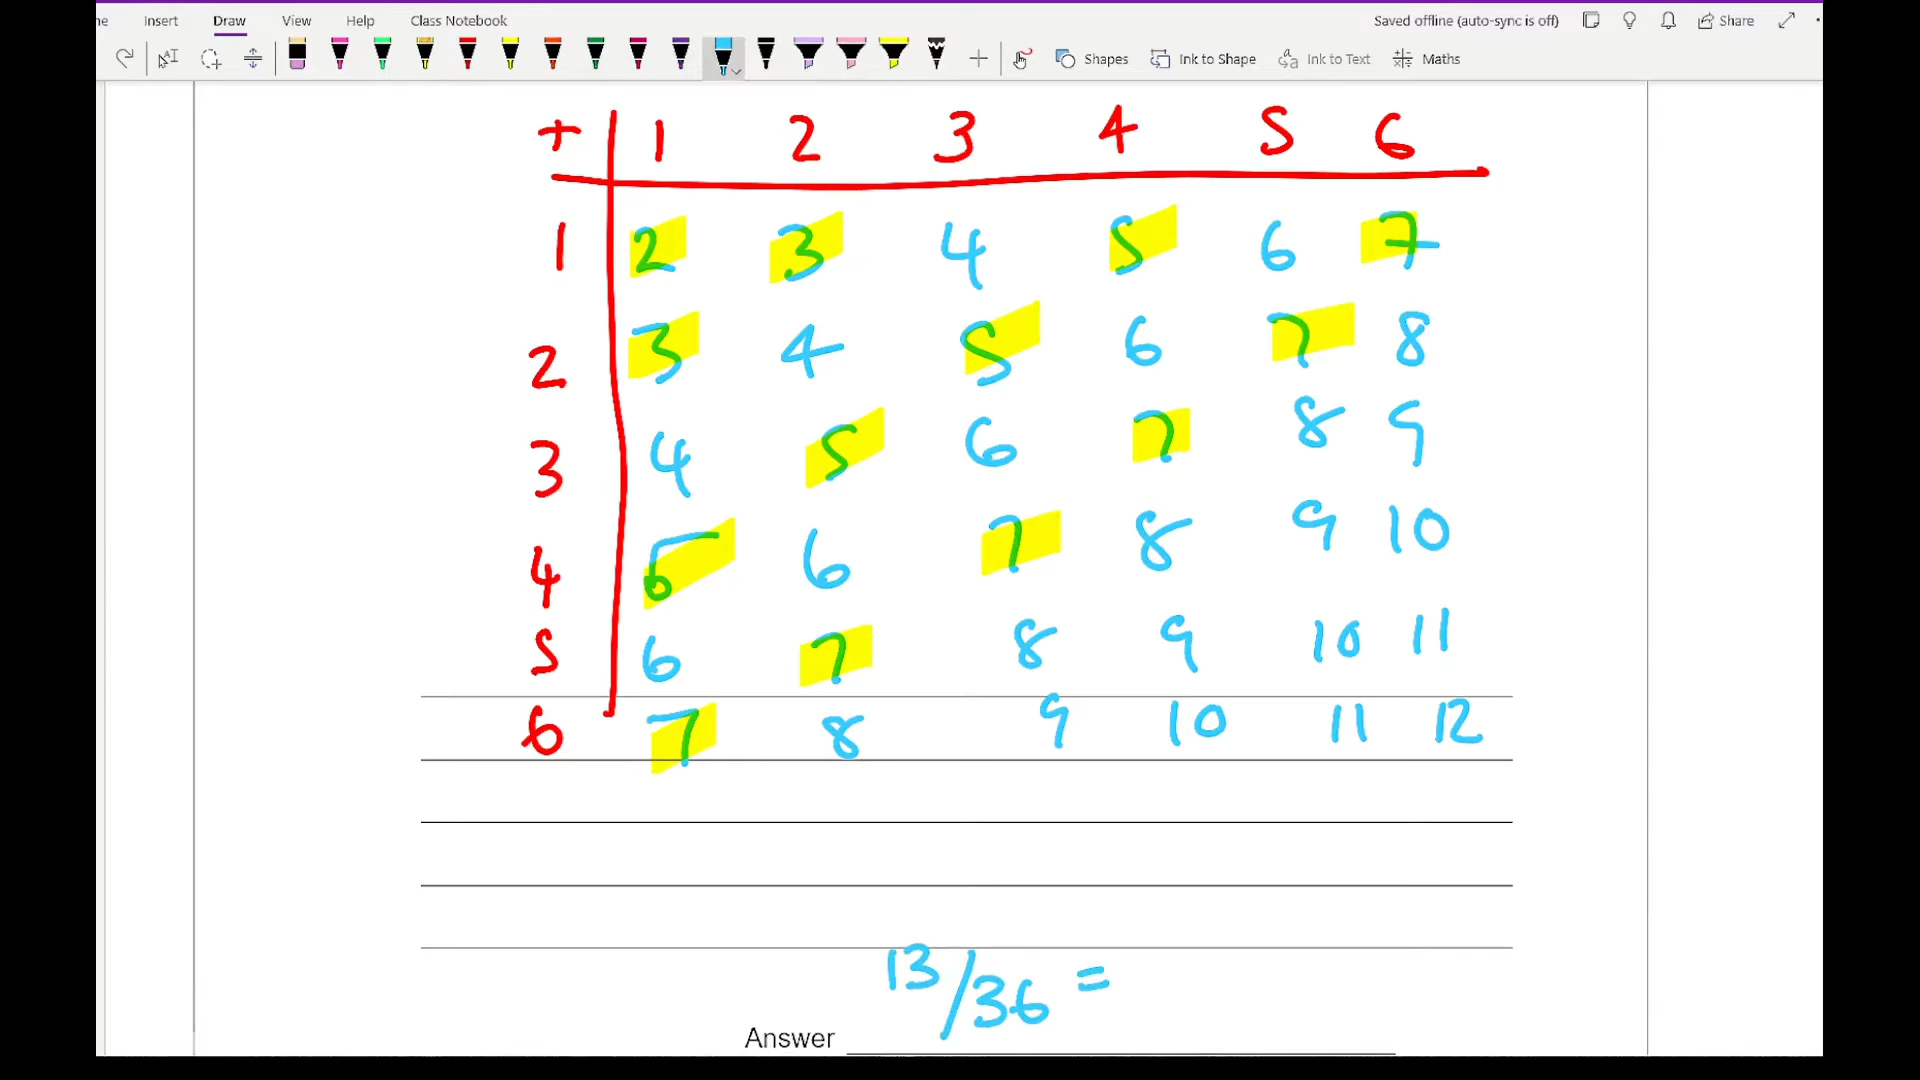 Insert Draw View Help Class Notebook Saved offline (auto-sync is off) Share
Shapes Ink to Shape Ink to Text Maths
+ 1 2 3 4 5 6
1 2 3 4 5 6 7
2 3 4 5 6 7 8
3 4 5 6 7 8 9
4 5 6 7 8 9 10
5 6 7 8 9 10 11
6 7 8 9 10 11 12
13/36 =
Answer